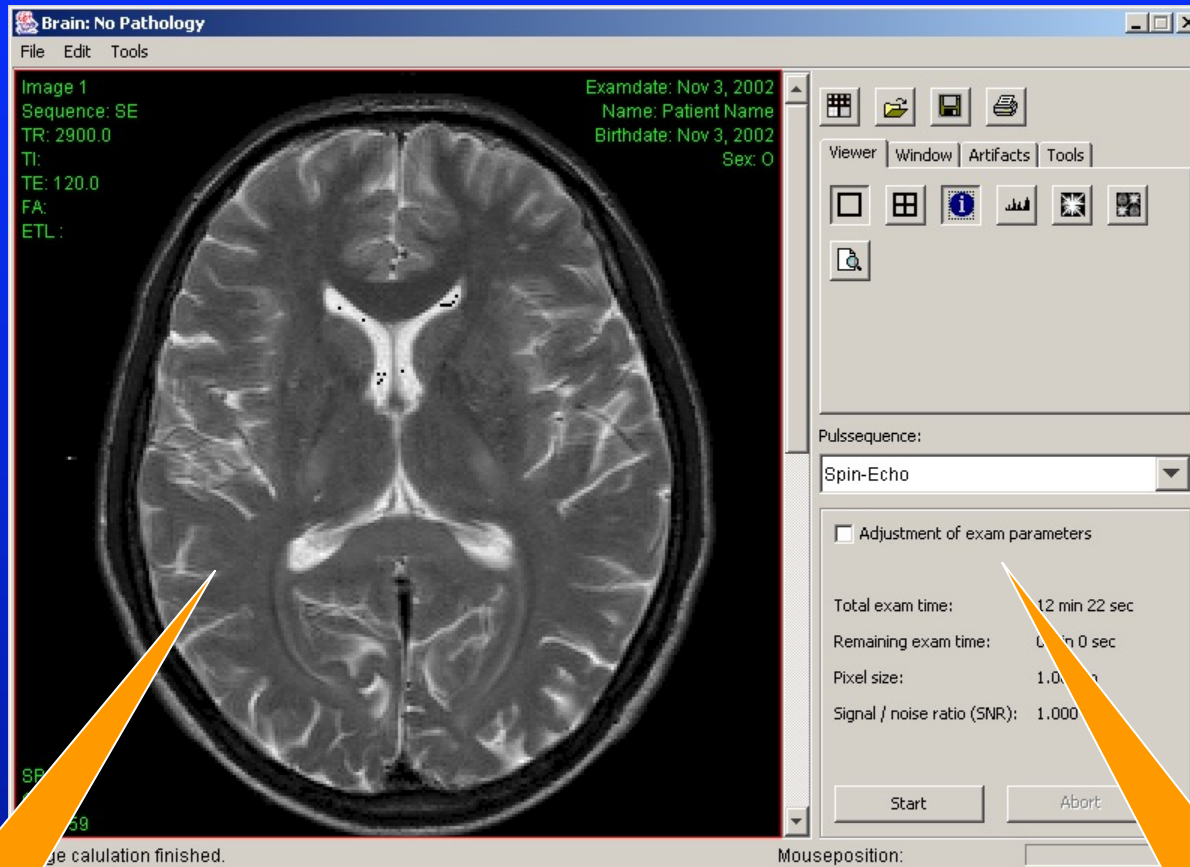 Brain: No Pathology
File Edit Tools
Image 1
Sequence: SE
TR: 2900.0
TI:
TE: 120.0
FA:
ETL :
Examdate: Nov 3, 2002
Name: Patient Name
Birthdate: Nov 3, 2002
Sex: O
Viewer Window Artifacts Tools
Pulssequence:
Spin-Echo
Adjustment of exam parameters
Total exam time: 12 min 22 sec
Remaining exam time: 0 sec
Pixel size:
Signal / noise ratio (SNR): 1.000
Start Abort
calulation finished.
Mouseposition: